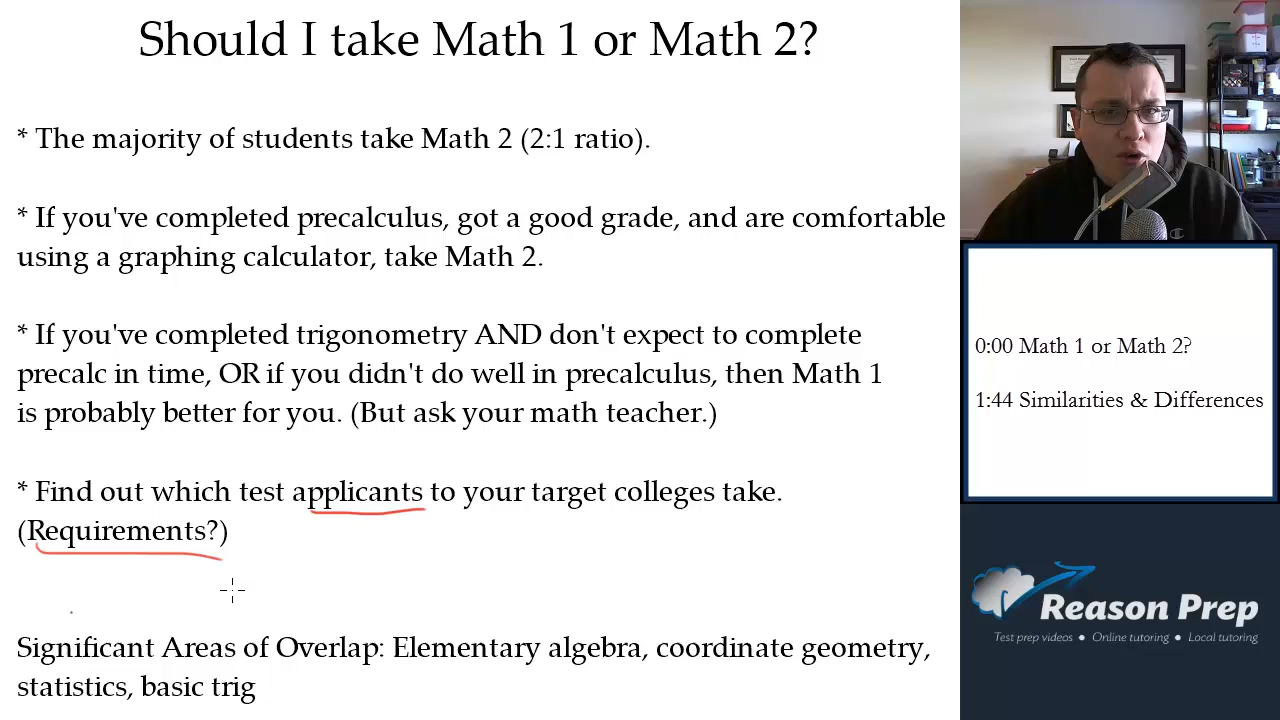 Should I take Math 1 or Math 2?
* The majority of students take Math 2 (2:1 ratio).
* If you've completed precalculus, got a good grade, and are comfortable
using a graphing calculator, take Math 2.
* If you've completed trigonometry AND don't expect to complete
precalc in time, OR if you didn't do well in precalculus, then Math 1
is probably better for you. (But ask your math teacher.)
* Find out which test applicants to your target colleges take.
(Requirements?)
Significant Areas of Overlap: Elementary algebra, coordinate geometry,
statistics, basic trig
0:00 Math 1 or Math 2?
1:44 Similarities & Differences
Reason Prep
Test prep videos ● Online tutoring ● Local tutoring